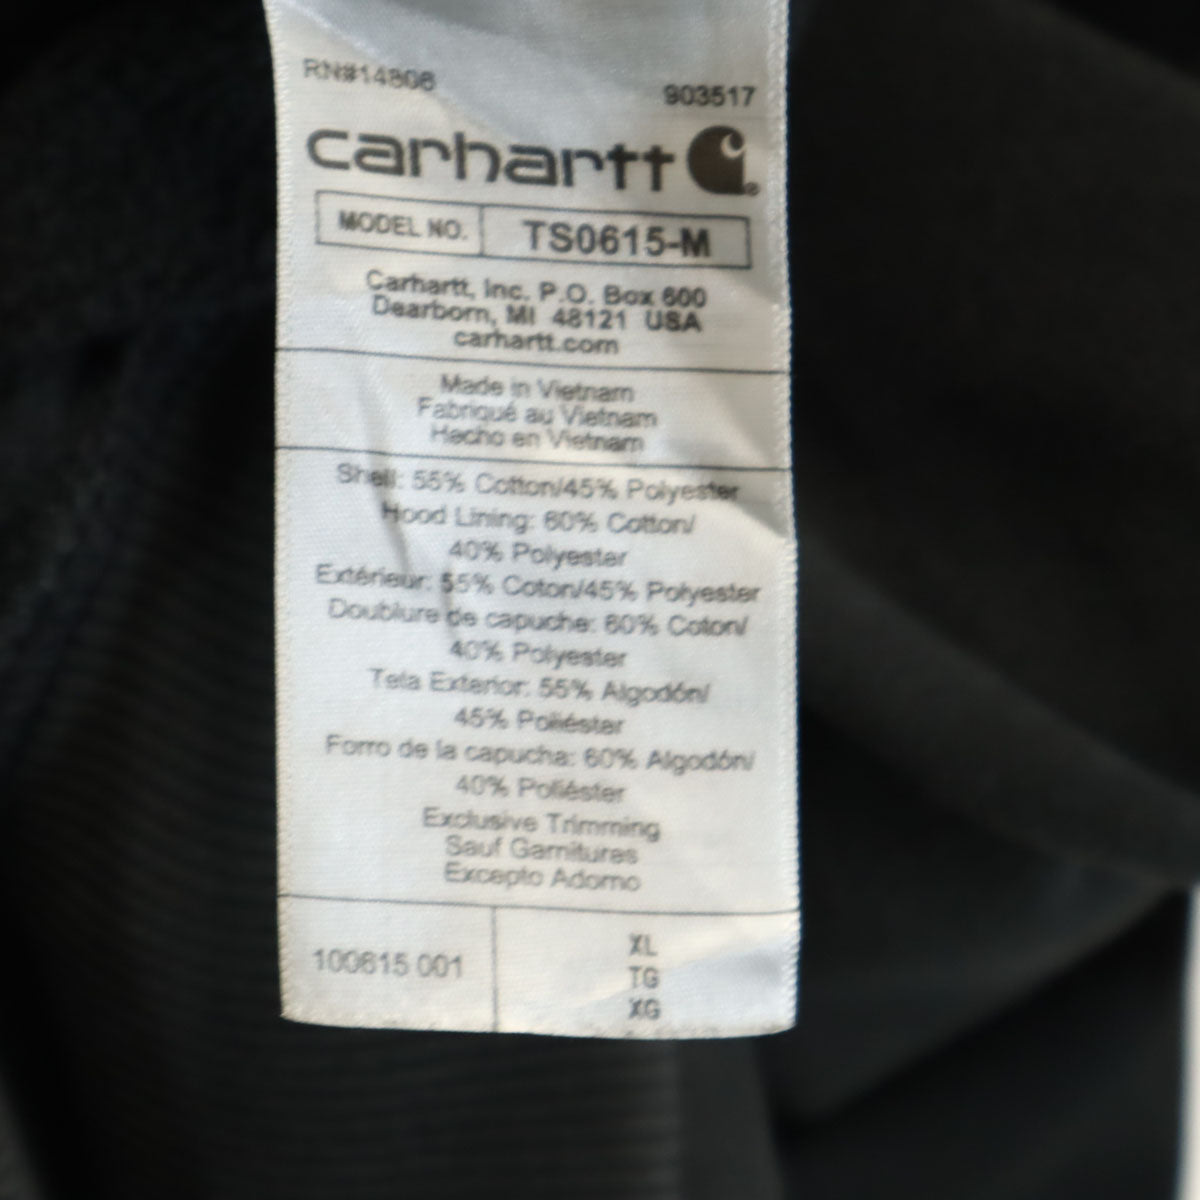 RN#14806
903517
carhartt
MODEL NO. TS0615-M
Carhartt, Inc. P.O. Box 600
Dearborn, MI 48121 USA
carhartt.com
Made in Vietnam
Fabriqué au Vietnam
Hecho en Vietnam
Shell: 55% Cotton/45% Polyester
Hood Lining: 60% Cotton/
40% Polyester
Extérieur: 55% Coton/45% Polyester
Doublure de capuche: 60% Coton/
40% Polyester
Tela Exterior: 55% Algodón/
45% Poliéster
Forro de la capucha: 60% Algodón/
40% Poliéster
Exclusive Trimming
Sauf Garnitures
Excepto Adorno
100615 001
XL
TG
XG